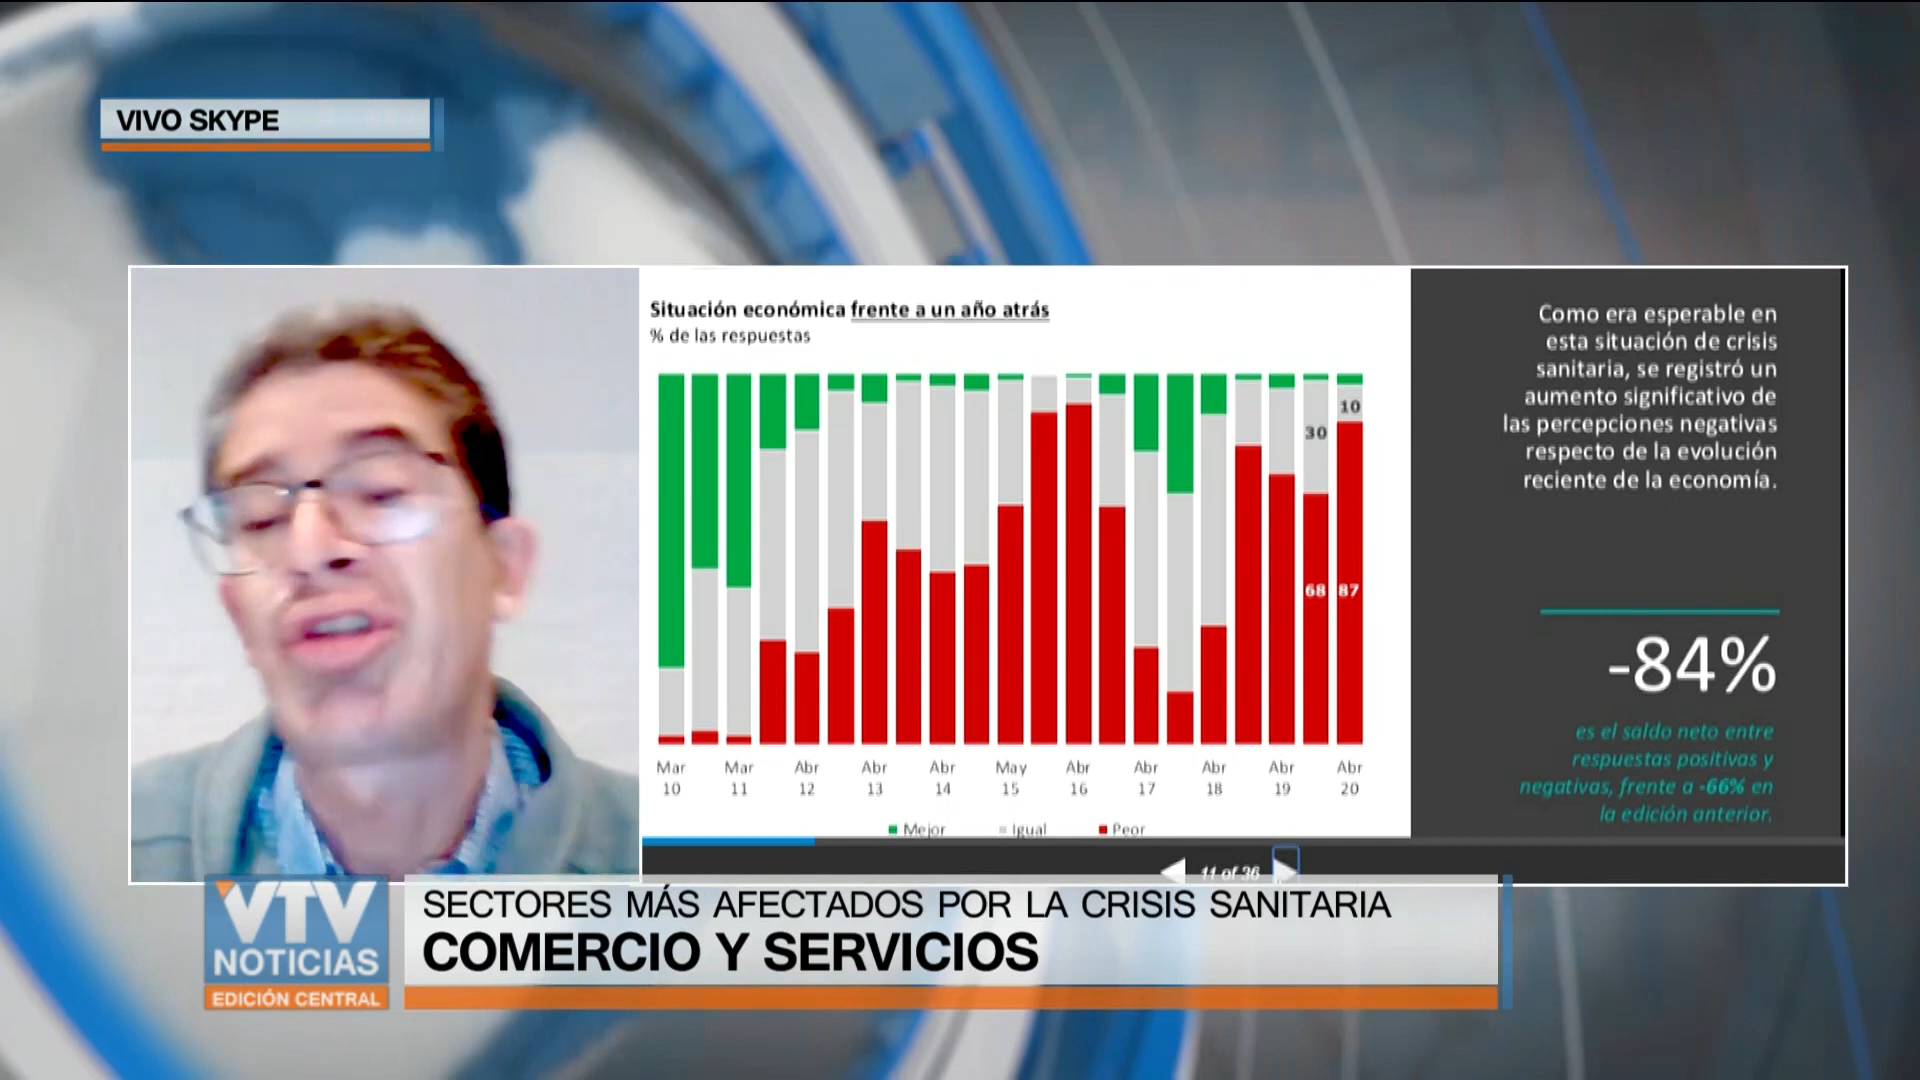 VIVO SKYPE
Situación económica frente a un año atrás
% de las respuestas
10
30
68 87
Mar Mar Abr Abr Abr May Abr Abr Abr Abr Abr
10 11 12 13 14 15 16 17 18 19 20
Mejor Igual Peor
Como era esperable en
esta situación de crisis
sanitaria, se registró un
aumento significativo de
las percepciones negativas
respecto de la evolución
reciente de la economía.
-84%
es el saldo neto entre
respuestas positivas y
negativas, frente a -66% en
la edición anterior.
11 of 36
VTV
NOTICIAS
EDICIÓN CENTRAL
SECTORES MÁS AFECTADOS POR LA CRISIS SANITARIA
COMERCIO Y SERVICIOS